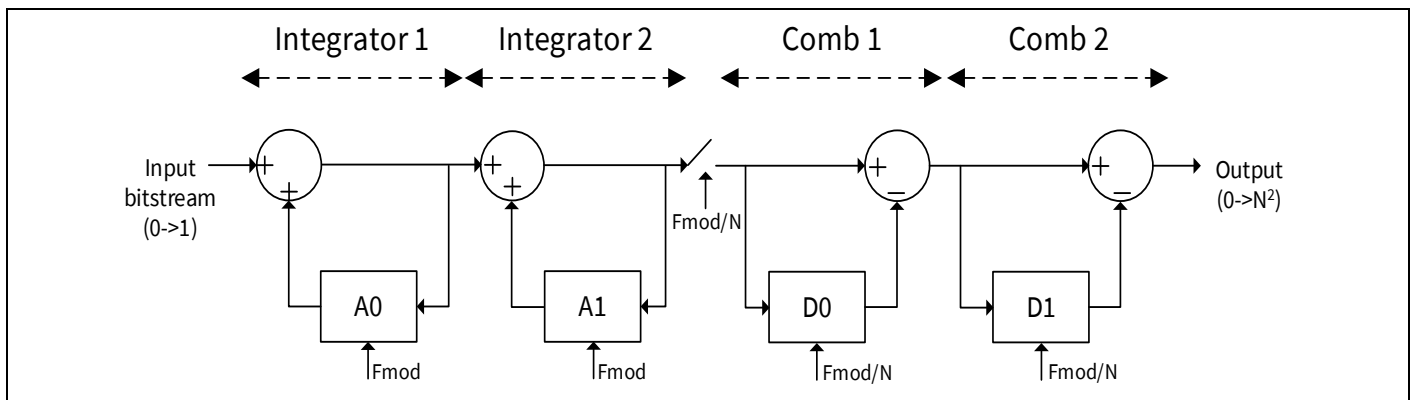 Integrator 1
Integrator 2
Comb 1
Comb 2
Input
bitstream
(0->1)
+
+
+
+
Fmod/N
+
−
+
−
Output
(0->N²)
A0
A1
D0
D1
Fmod
Fmod
Fmod/N
Fmod/N